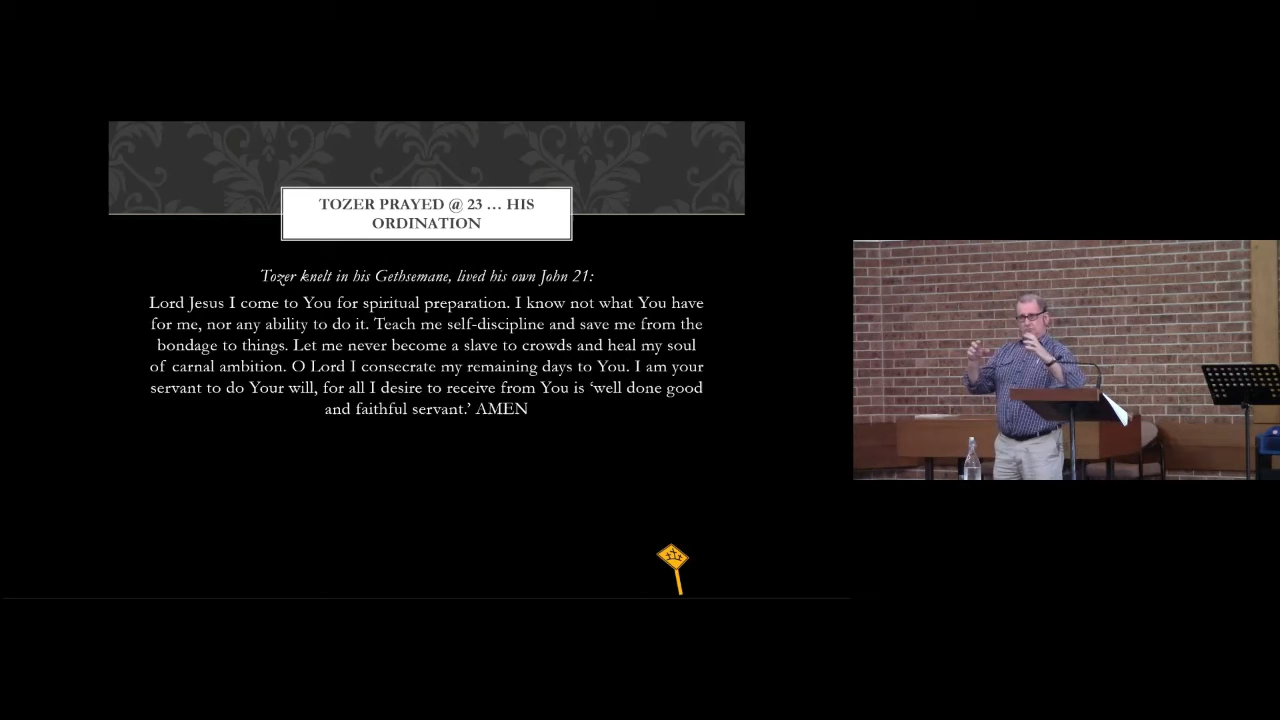 TOZER PRAYED @ 23 … HIS
ORDINATION
Tozer knelt in his Gethsemane, lived his own John 21:
Lord Jesus I come to You for spiritual preparation. I know not what You have
for me, nor any ability to do it. Teach me self-discipline and save me from the
bondage to things. Let me never become a slave to crowds and heal my soul
of carnal ambition. O Lord I consecrate my remaining days to You. I am your
servant to do Your will, for all I desire to receive from You is ‘well done good
and faithful servant.’ AMEN